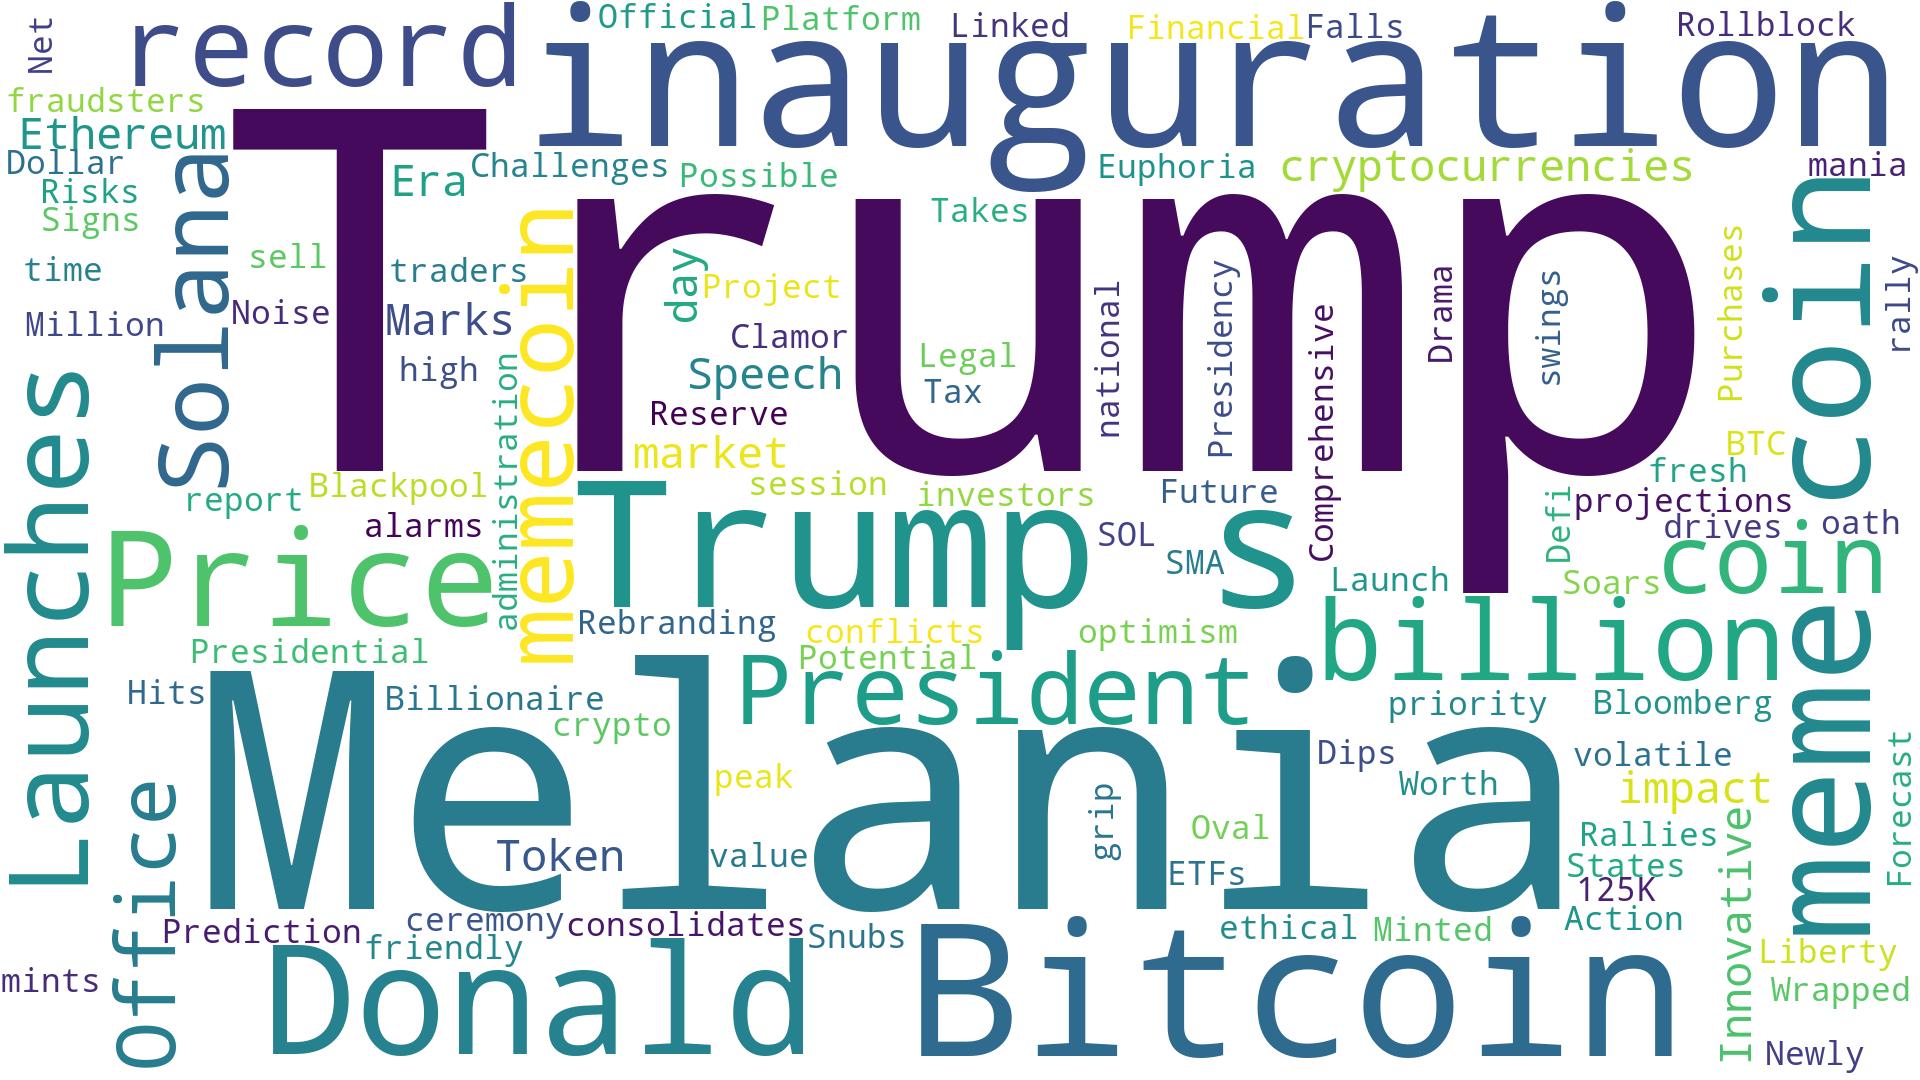 Net
record
inauguration
Official
Platform
Linked
Financial
Falls
Rollblock
fraudsters
Ethereum
Dollar
Risks
Signs
time
Million
Solana
Trump
Era
Challenges
Possible
Euphoria
cryptocurrencies
mania
Takes
sell
Noise
traders
Marks
high
memecoin
administration
day
Project
Clamor
Speech
Reserve
market
Legal
Tax
national
Presidency
Comprehensive
Drama
swings
Purchases
meme
coin
rally
BTC
Launches
report
Blackpool
alarms
session
investors
Future
SOL
SMA
fresh
projections
Defi
drives
oath
Price
Trump s
Launch
Soars
coin
Rebranding
conflicts
optimism
billion
Presidential
Potential
President
Hits
Billionaire
crypto
priority
Bloomberg
Melania
peak
Dips
volatile
Worth
impact
Forecast
Office
Token
value
grip
Oval
ETFs
Rallies
States
125K
Action
Innovative
Prediction
ceremony
consolidates
Snubs
ethical
Minted
friendly
mints
Donald
Bitcoin
Liberty
Wrapped
Newly